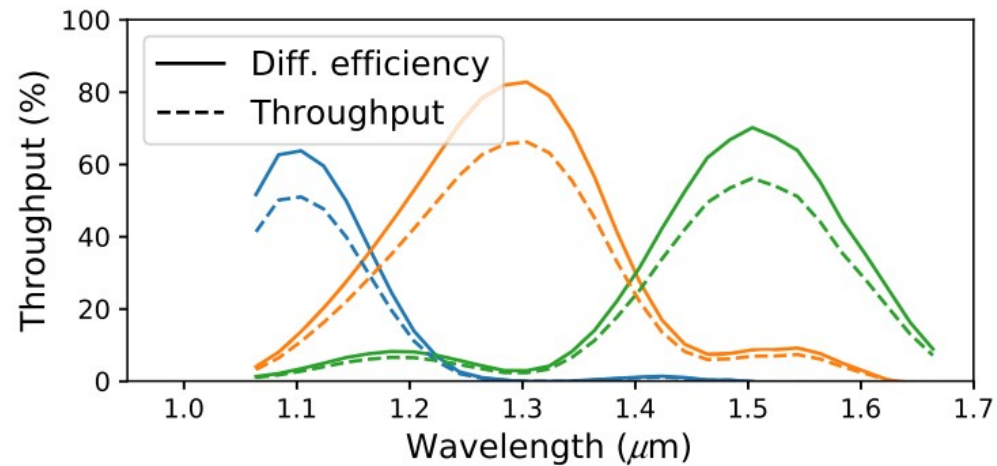 Throughput (%)
100
80
60
40
20
0
Diff. efficiency
Throughput
1.0 1.1 1.2 1.3 1.4 1.5 1.6 1.7
Wavelength (μm)